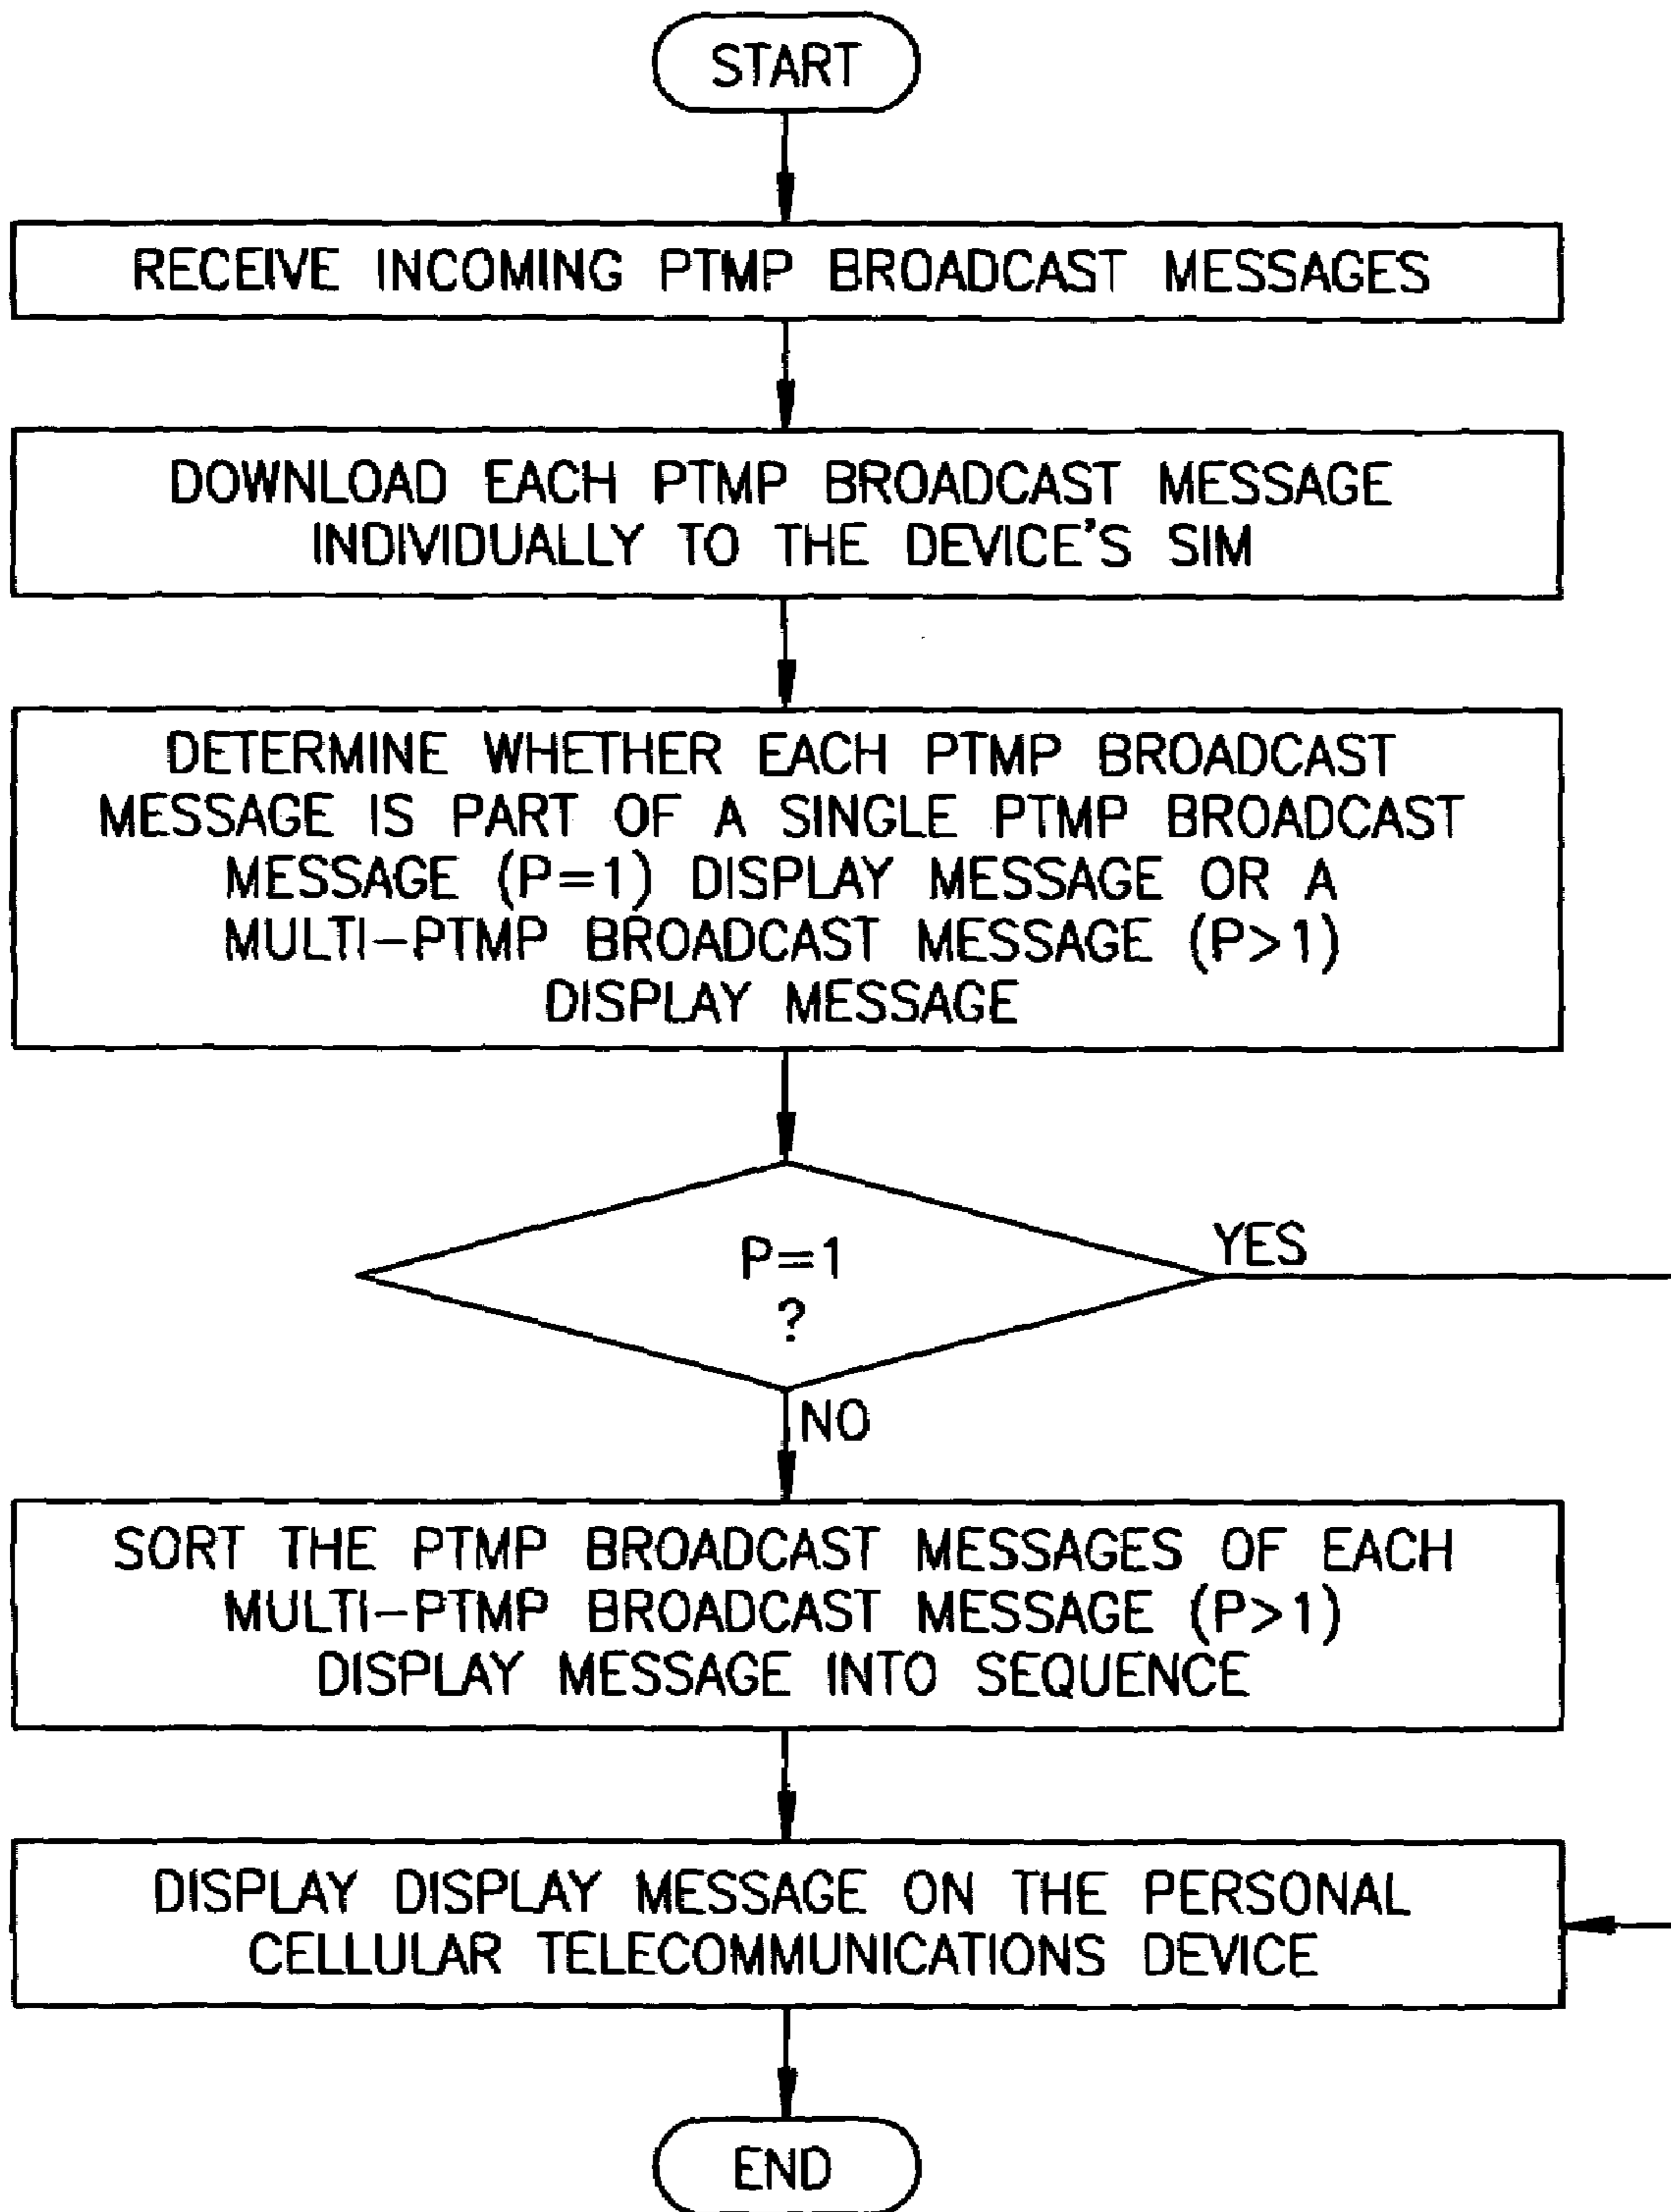 START
RECEIVE INCOMING PTMP BROADCAST MESSAGES
DOWNLOAD EACH PTMP BROADCAST MESSAGE
INDIVIDUALLY TO THE DEVICE'S SIM
DETERMINE WHETHER EACH PTMP BROADCAST
MESSAGE IS PART OF A SINGLE PTMP BROADCAST
MESSAGE (P=1) DISPLAY MESSAGE OR A
MULTI-PTMP BROADCAST MESSAGE (P>1)
DISPLAY MESSAGE
P=1
?
YES
NO
SORT THE PTMP BROADCAST MESSAGES OF EACH
MULTI-PTMP BROADCAST MESSAGE (P>1)
DISPLAY MESSAGE INTO SEQUENCE
DISPLAY DISPLAY MESSAGE ON THE PERSONAL
CELLULAR TELECOMMUNICATIONS DEVICE
END